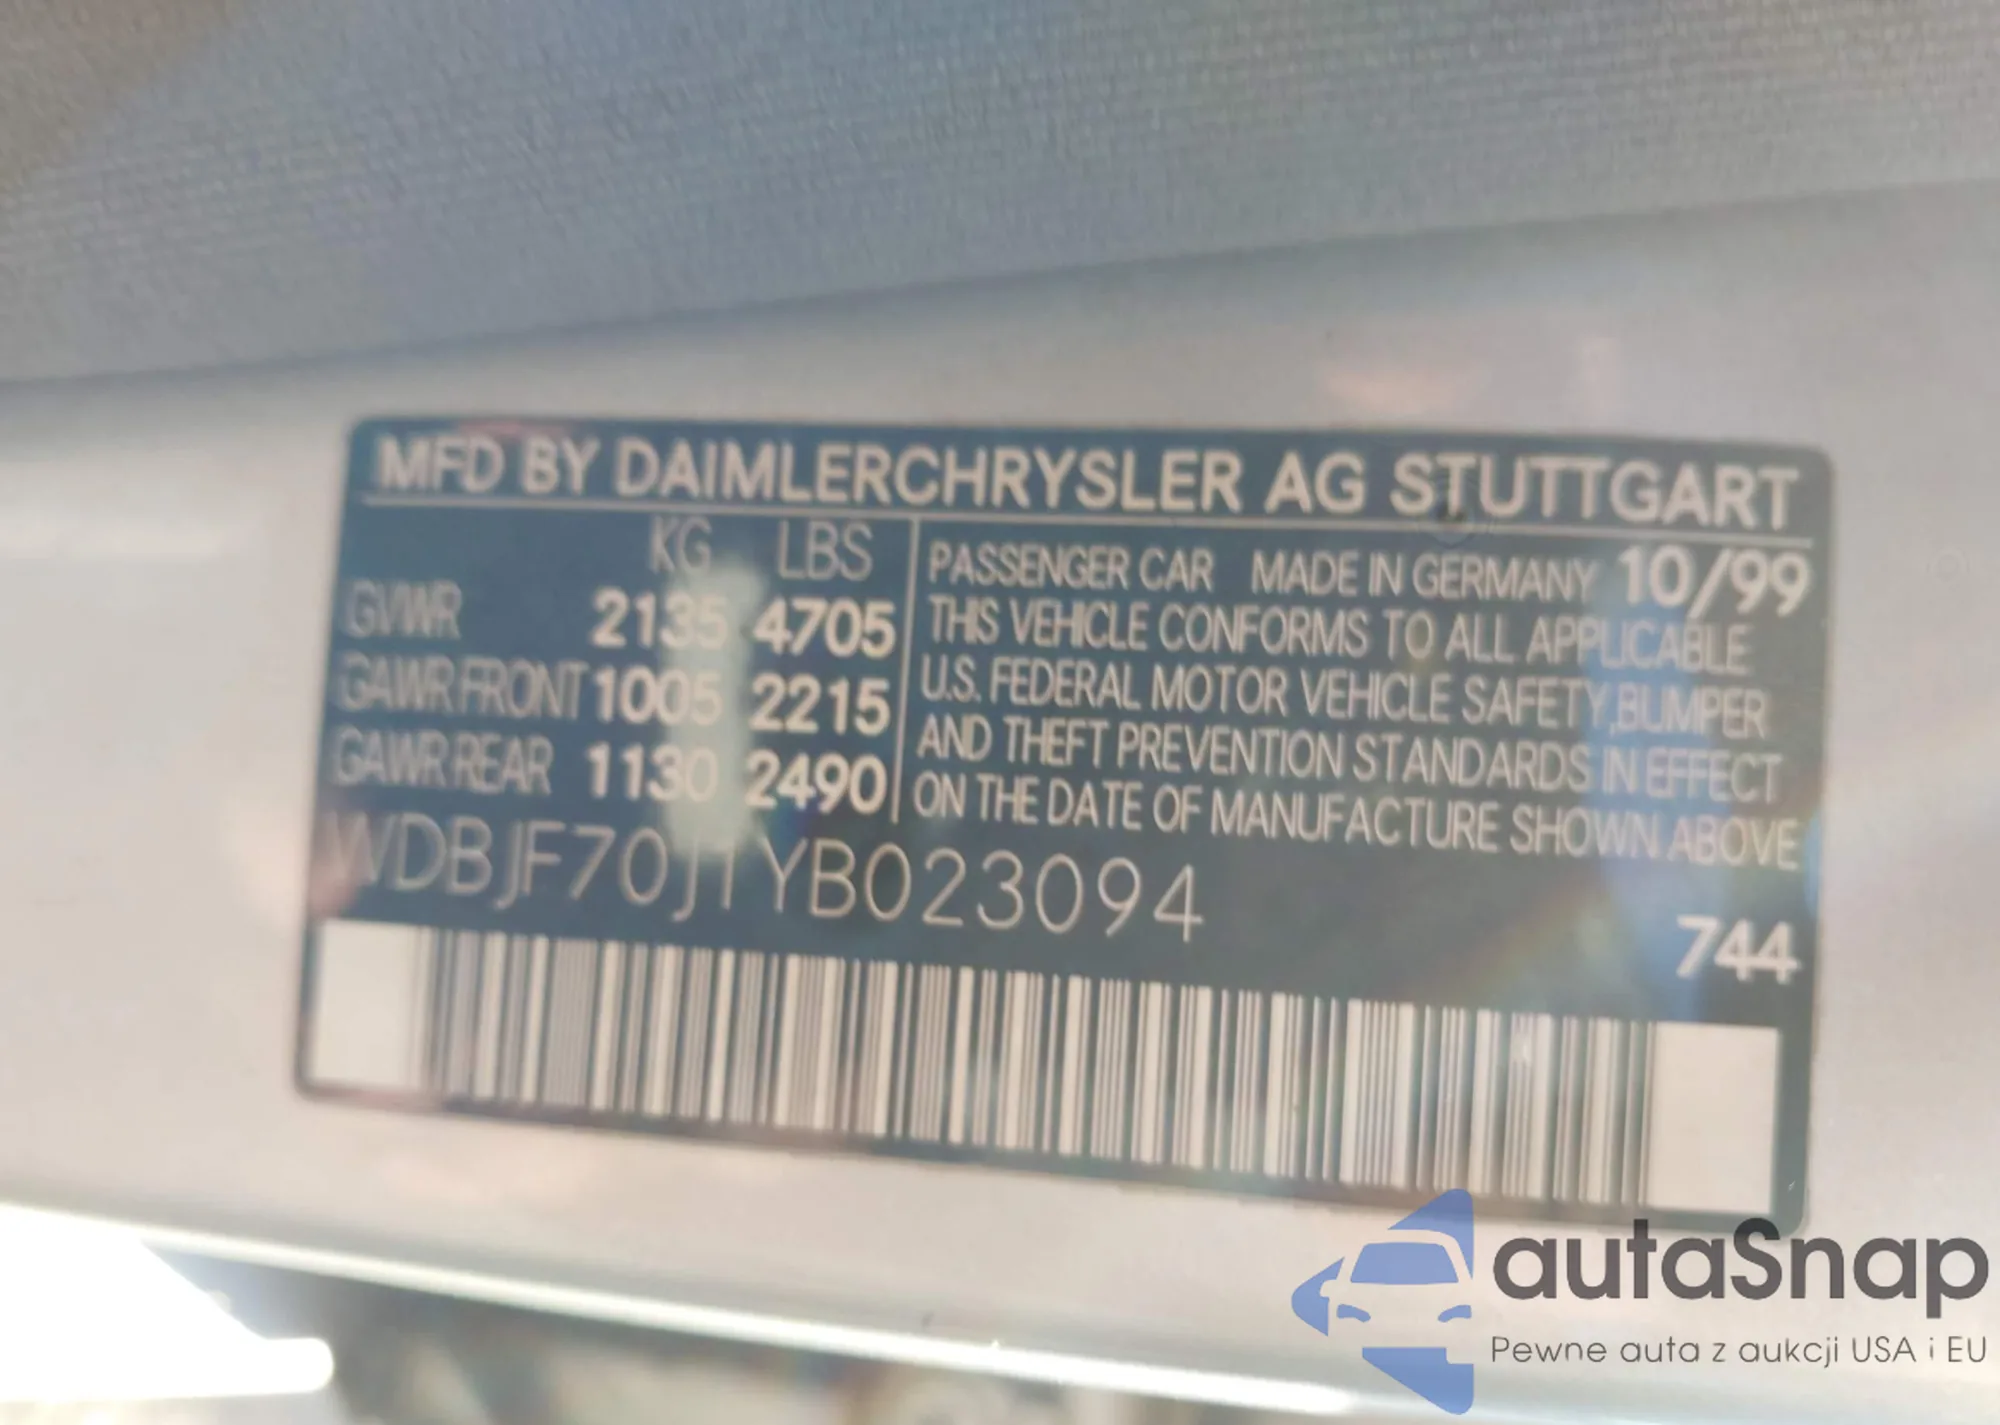 MFD BY DAIMLERCHRYSLER AG STUTTGART
KG LBS
GVWR 2135 4705
GAWR FRONT 1005 2215
GAWR REAR 1130 2490
PASSENGER CAR MADE IN GERMANY 10/99
THIS VEHICLE CONFORMS TO ALL APPLICABLE
U.S. FEDERAL MOTOR VEHICLE SAFETY,BUMPER
AND THEFT PREVENTION STANDARDS IN EFFECT
ON THE DATE OF MANUFACTURE SHOWN ABOVE
WDBJF70J1YB023094
744
autaSnap
Pewne auta z aukcji USA i EU